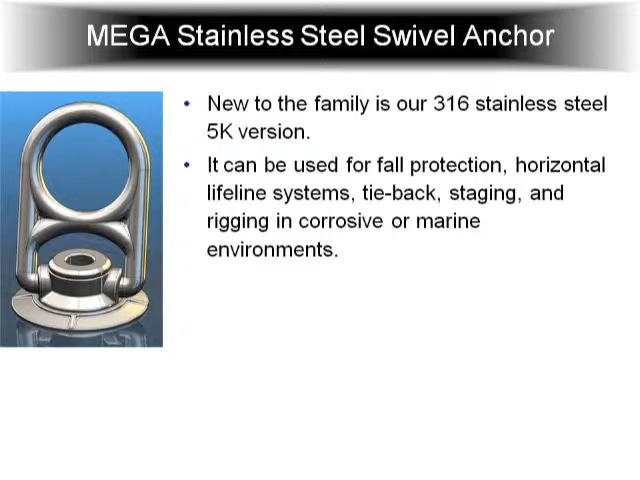 MEGA Stainless Steel Swivel Anchor
• New to the family is our 316 stainless steel
5K version.
• It can be used for fall protection, horizontal
lifeline systems, tie-back, staging, and
rigging in corrosive or marine
environments.